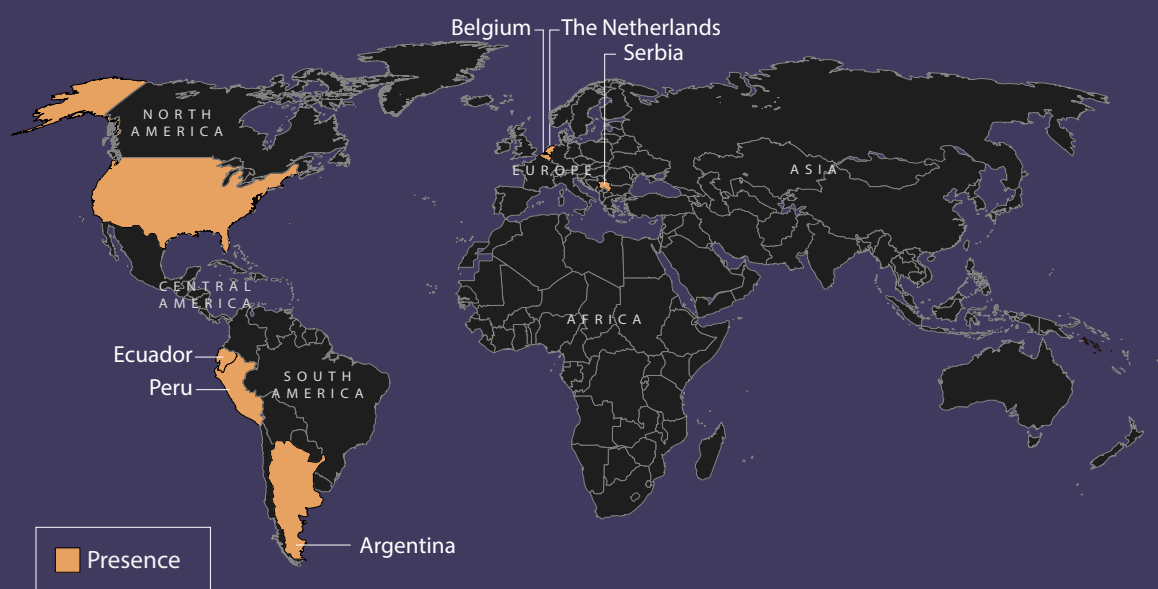 Belgium
The Netherlands
Serbia
NORTH
AMERICA
EUROPE
ASIA
CENTRAL
AMERICA
AFRICA
Ecuador
Peru
SOUTH
AMERICA
Argentina
Presence